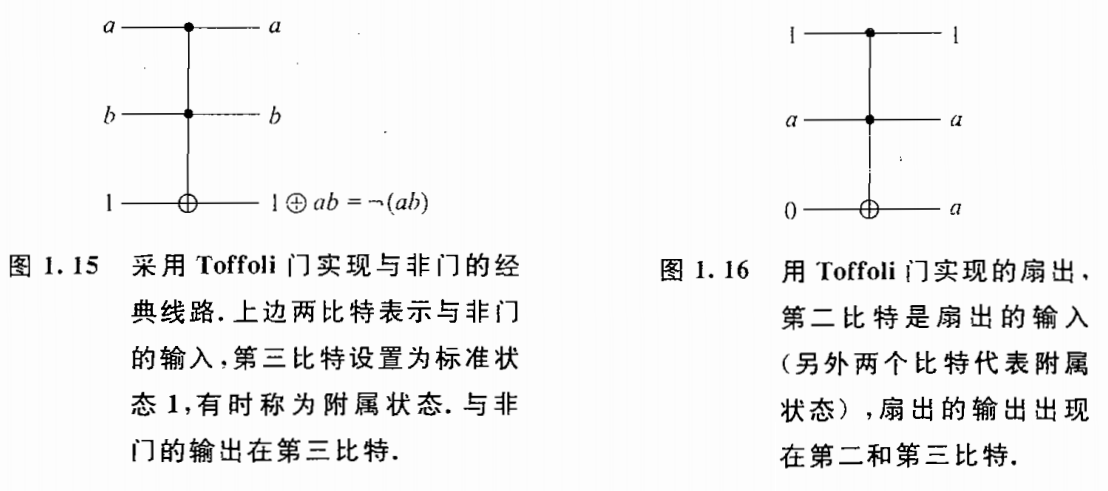 a a
b b
1 1 ⊕ ab = ¬(ab)
图 1.15 采用 Toffoli 门实现与非门的经
典线路. 上边两比特表示与非门
的输入,第三比特设置为标准状
态 1,有时称为附属状态. 与非
门的输出在第三比特.
1 1
a a
0 a
图 1.16 用 Toffoli 门实现的扇出,
第二比特是扇出的输入
(另外两个比特代表附属
状态),扇出的输出出现
在第二和第三比特.